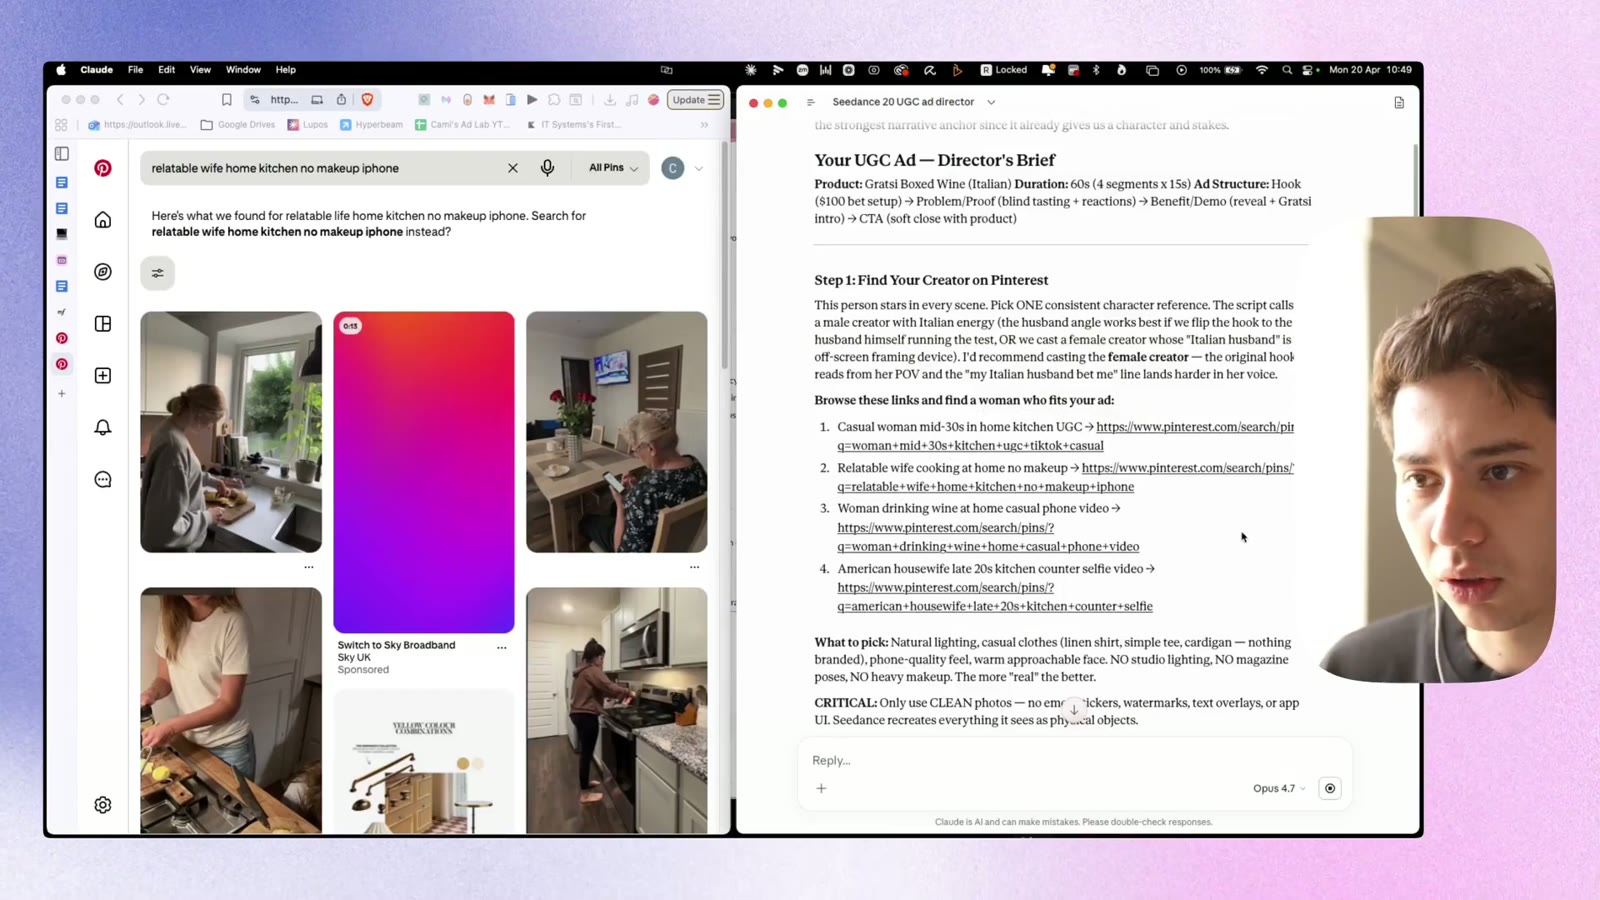 Claude File Edit View Window Help
Locked 100% Mon 20 Apr 10:49
http... Update
https://outlook.live... Google Drives Lupos Hyperbeam Cami's Ad Lab YT... IT Systems's First... »
relatable wife home kitchen no makeup iphone
All Pins
C
Here's what we found for relatable life home kitchen no makeup iphone. Search for
relatable wife home kitchen no makeup iphone instead?
0:13
Switch to Sky Broadband
Sky UK
Sponsored
YELLOW COLOUR
COMBINATIONS
Seedance 20 UGC ad director
the strongest narrative anchor since it already gives us a character and stakes.
Your UGC Ad — Director's Brief
Product: Gratsi Boxed Wine (Italian) Duration: 60s (4 segments x 15s) Ad Structure: Hook
($100 bet setup) → Problem/Proof (blind tasting + reactions) → Benefit/Demo (reveal + Gratsi
intro) → CTA (soft close with product)
Step 1: Find Your Creator on Pinterest
This person stars in every scene. Pick ONE consistent character reference. The script calls
a male creator with Italian energy (the husband angle works best if we flip the hook to the
husband himself running the test, OR we cast a female creator whose "Italian husband" is
off-screen framing device). I'd recommend casting the female creator — the original hook
reads from her POV and the "my Italian husband bet me" line lands harder in her voice.
Browse these links and find a woman who fits your ad:
1. Casual woman mid-30s in home kitchen UGC → https://www.pinterest.com/search/pin
q=woman+mid+30s+kitchen+ugc+tiktok+casual
2. Relatable wife cooking at home no makeup → https://www.pinterest.com/search/pins/
q=relatable+wife+home+kitchen+no+makeup+iphone
3. Woman drinking wine at home casual phone video →
https://www.pinterest.com/search/pins/?
q=woman+drinking+wine+home+casual+phone+video
4. American housewife late 20s kitchen counter selfie video →
https://www.pinterest.com/search/pins/?
q=american+housewife+late+20s+kitchen+counter+selfie
What to pick: Natural lighting, casual clothes (linen shirt, simple tee, cardigan — nothing
branded), phone-quality feel, warm approachable face. NO studio lighting, NO magazine
poses, NO heavy makeup. The more "real" the better.
CRITICAL: Only use CLEAN photos — no watermarks, text overlays, or app
UI. Seedance recreates everything it sees as physical objects.
Reply...
Opus 4.7
Claude is AI and can make mistakes. Please double-check responses.